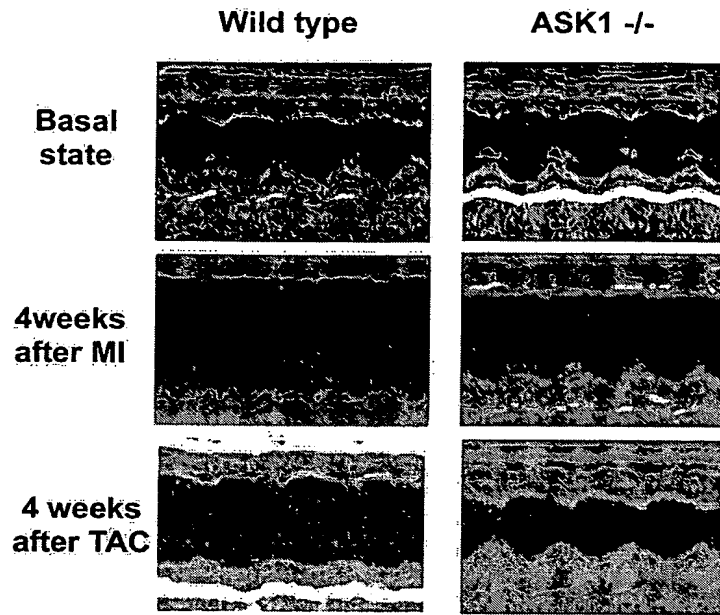 Wild type
ASK1 -/-
Basal
state
4weeks
after MI
4 weeks
after TAC